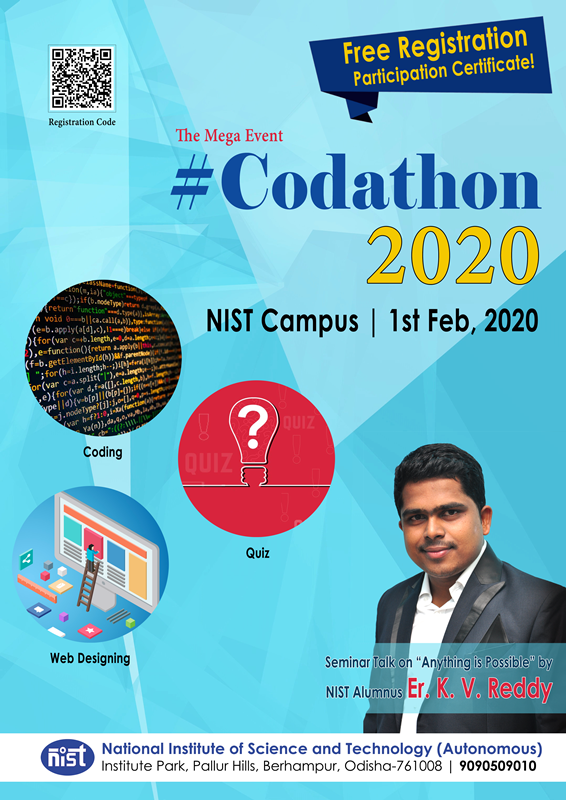 Free Registration
Participation Certificate!
Registration Code
The Mega Event
#Codathon
2020
NIST Campus | 1st Feb, 2020
Coding
QUIZ
QUIZ
Quiz
Web Designing
Seminar Talk on "Anything is Possible" by
NIST Alumnus Er. K. V. Reddy
nist
National Institute of Science and Technology (Autonomous)
Institute Park, Pallur Hills, Berhampur, Odisha-761008 | 9090509010